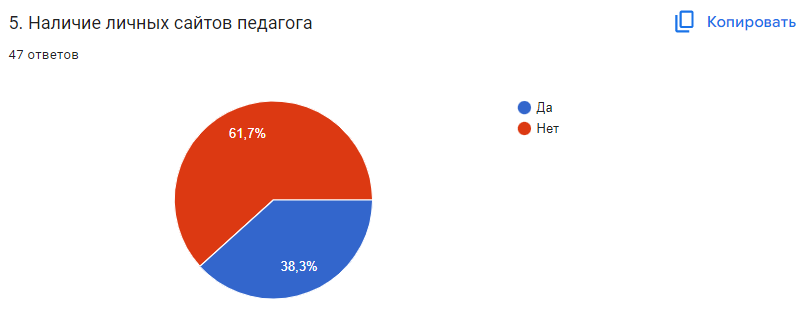 5. Наличие личных сайтов педагога
Копировать
47 ответов
61,7%
38,3%
Да
Нет